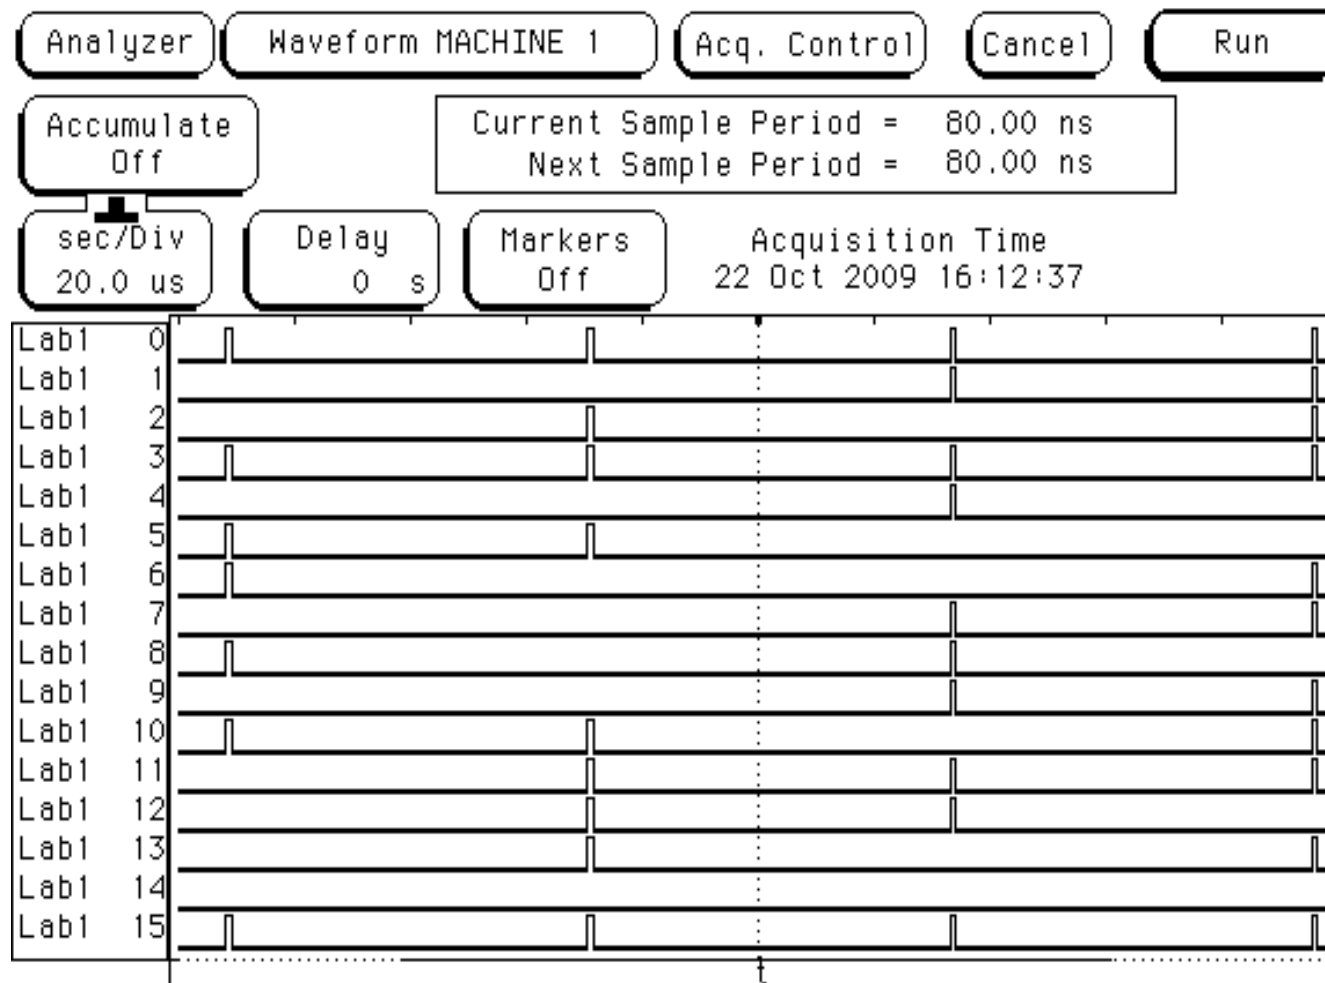 Analyzer Waveform MACHINE 1 Acq. Control Cancel Run
Accumulate
Off
Current Sample Period = 80.00 ns
Next Sample Period = 80.00 ns
sec/Div
20.0 us
Delay
0 s
Markers
Off
Acquisition Time
22 Oct 2009 16:12:37
Lab1 0
Lab1 1
Lab1 2
Lab1 3
Lab1 4
Lab1 5
Lab1 6
Lab1 7
Lab1 8
Lab1 9
Lab1 10
Lab1 11
Lab1 12
Lab1 13
Lab1 14
Lab1 15